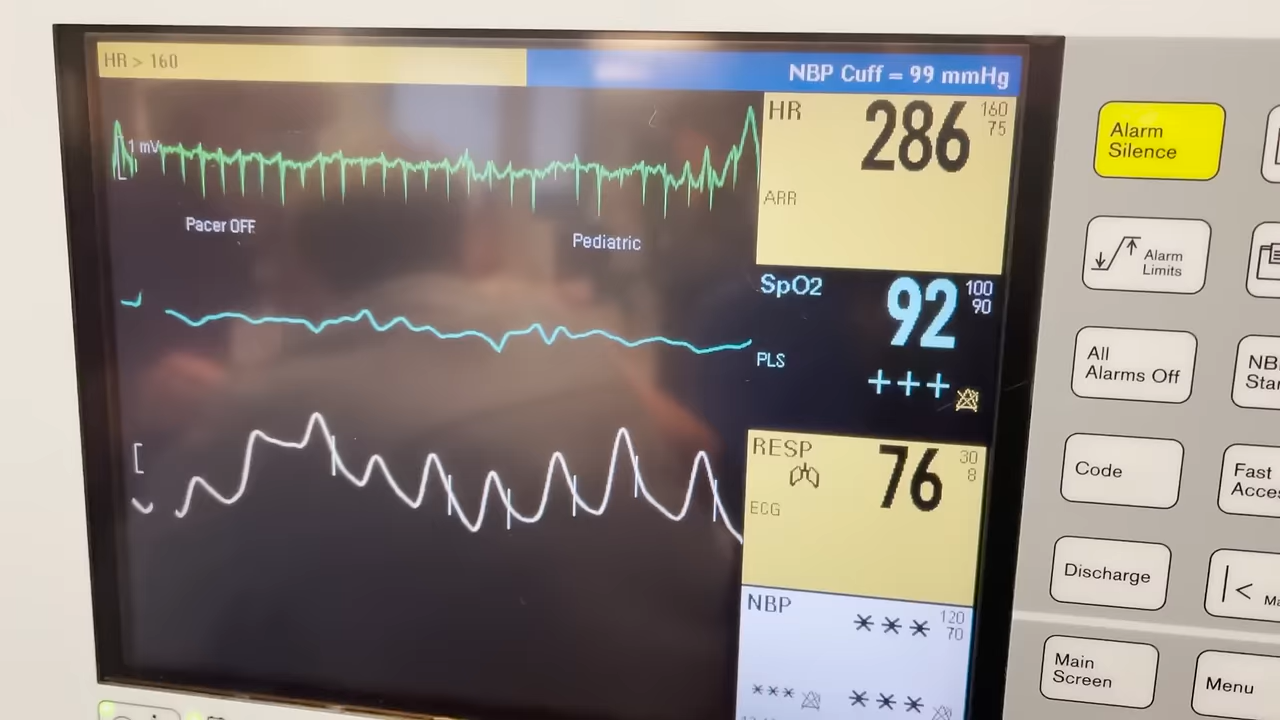 HR > 160
NBP Cuff = 99 mmHg
HR
286
160
75
ARR
1 mV
Pacer OFF
Pediatric
SpO2
92
100
90
PLS
+++
RESP
76
30
8
ECG
NBP
***
120
70
***
***
Alarm
Silence
Alarm
Limits
All
Alarms Off
Code
Fast
Discharge
Main
Screen
Menu